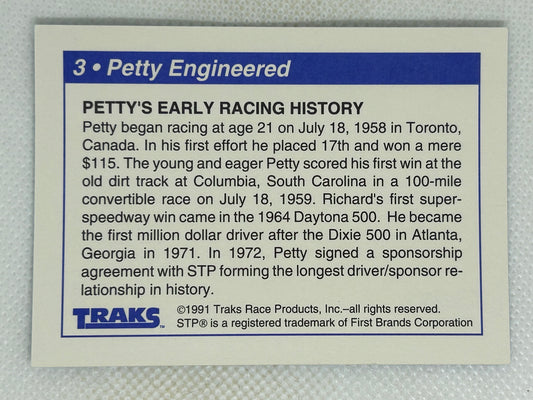 3 • Petty Engineered
PETTY'S EARLY RACING HISTORY
Petty began racing at age 21 on July 18, 1958 in Toronto,
Canada. In his first effort he placed 17th and won a mere
$115. The young and eager Petty scored his first win at the
old dirt track at Columbia, South Carolina in a 100-mile
convertible race on July 18, 1959. Richard's first super-
speedway win came in the 1964 Daytona 500. He became
the first million dollar driver after the Dixie 500 in Atlanta,
Georgia in 1971. In 1972, Petty signed a sponsorship
agreement with STP forming the longest driver/sponsor re-
lationship in history.
TRAKS™
©1991 Traks Race Products, Inc.–all rights reserved.
STP® is a registered trademark of First Brands Corporation